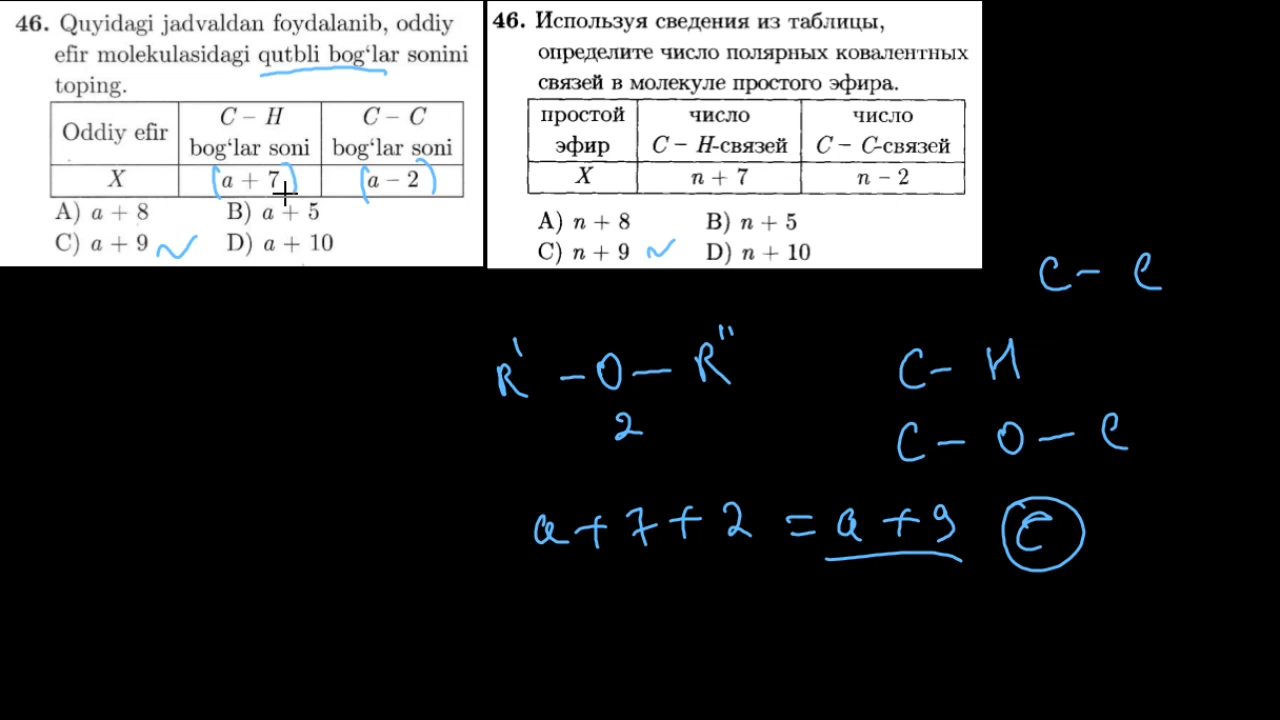 46. Quyidagi jadvaldan foydalanib, oddiy
efir molekulasidagi qutbli bog‘lar sonini
toping.
Oddiy efir C – H bog‘lar soni C – C bog‘lar soni
X a + 7 a − 2
A) a + 8 B) a + 5
C) a + 9 D) a + 10
46. Используя сведения из таблицы,
определите число полярных ковалентных
связей в молекуле простого эфира.
простой эфир число C – H-связей число C – C-связей
X n + 7 n − 2
A) n + 8 B) n + 5
C) n + 9 D) n + 10
C – C
R' – O – R''
2
C – H
C – O – C
a + 7 + 2 = a + 9 C